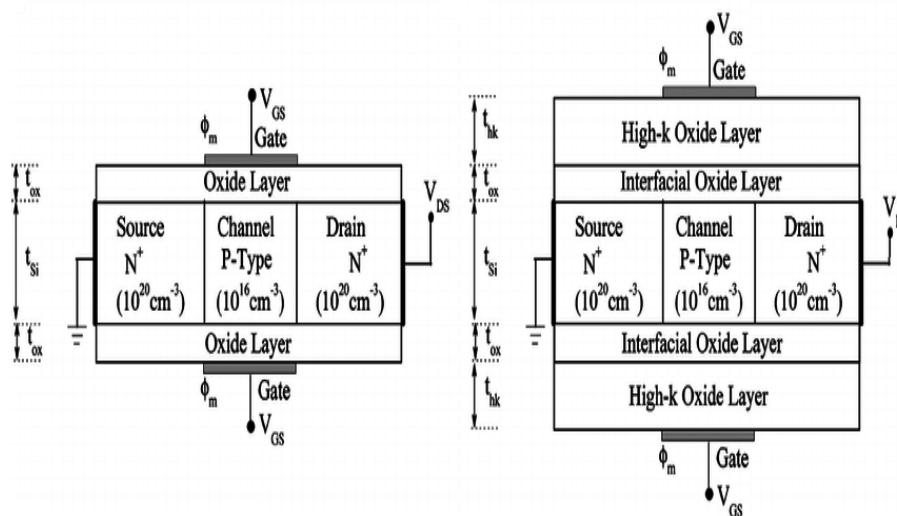 V_GS
ϕ_m
Gate
Oxide Layer
t_ox
V_DS
t_Si
Source
N⁺
(10²⁰cm⁻³)
Channel
P-Type
(10¹⁶cm⁻³)
Drain
N⁺
(10²⁰cm⁻³)
t_ox
Oxide Layer
ϕ_m
Gate
V_GS
V_GS
ϕ_m
Gate
t_hk
High-k Oxide Layer
t_ox
Interfacial Oxide Layer
t_Si
Source
N⁺
(10²⁰cm⁻³)
Channel
P-Type
(10¹⁶cm⁻³)
Drain
N⁺
(10²⁰cm⁻³)
t_ox
Interfacial Oxide Layer
t_hk
High-k Oxide Layer
ϕ_m
Gate
V_GS